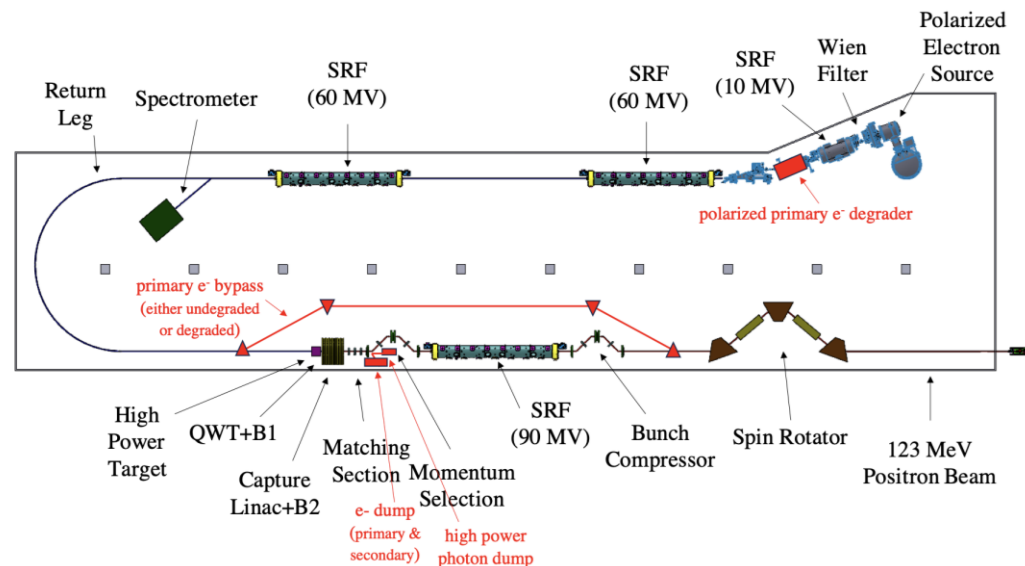 Polarized
Electron
Source
Wien
Filter
SRF
(10 MV)
SRF
(60 MV)
SRF
(60 MV)
Return
Leg
Spectrometer
polarized primary e⁻ degrader
primary e⁻ bypass
(either undegraded
or degraded)
High
Power
Target
QWT+B1
Capture
Linac+B2
Matching
Section
Momentum
Selection
SRF
(90 MV)
Bunch
Compressor
Spin Rotator
123 MeV
Positron Beam
e- dump
(primary &
secondary)
high power
photon dump